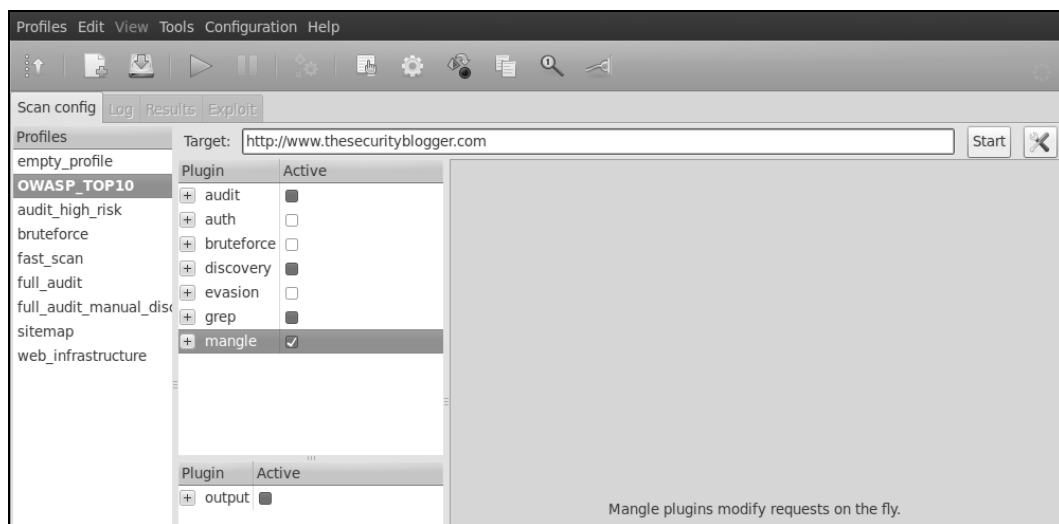 Profiles Edit View Tools Configuration Help
Scan config Log Results Exploit
Profiles
empty_profile
OWASP_TOP10
audit_high_risk
bruteforce
fast_scan
full_audit
full_audit_manual_disc
sitemap
web_infrastructure
Target: http://www.thesecurityblogger.com Start
Plugin Active
audit
auth
bruteforce
discovery
evasion
grep
mangle
Plugin Active
output
Mangle plugins modify requests on the fly.